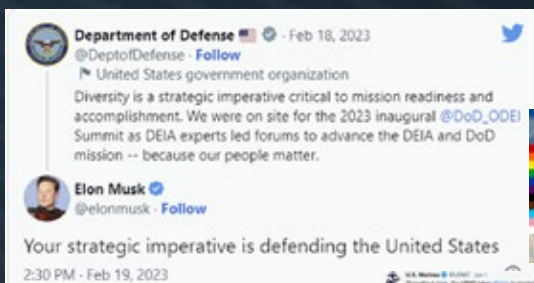 Department of Defense 🇺🇸 · Feb 18, 2023
@DeptofDefense · Follow
United States government organization
Diversity is a strategic imperative critical to mission readiness and
accomplishment. We were on site for the 2023 inaugural @DoD_ODEI
Summit as DEIA experts led forums to advance the DEIA and DoD
mission -- because our people matter.
Elon Musk
@elonmusk · Follow
Your strategic imperative is defending the United States
2:30 PM · Feb 19, 2023
U.S. Marines